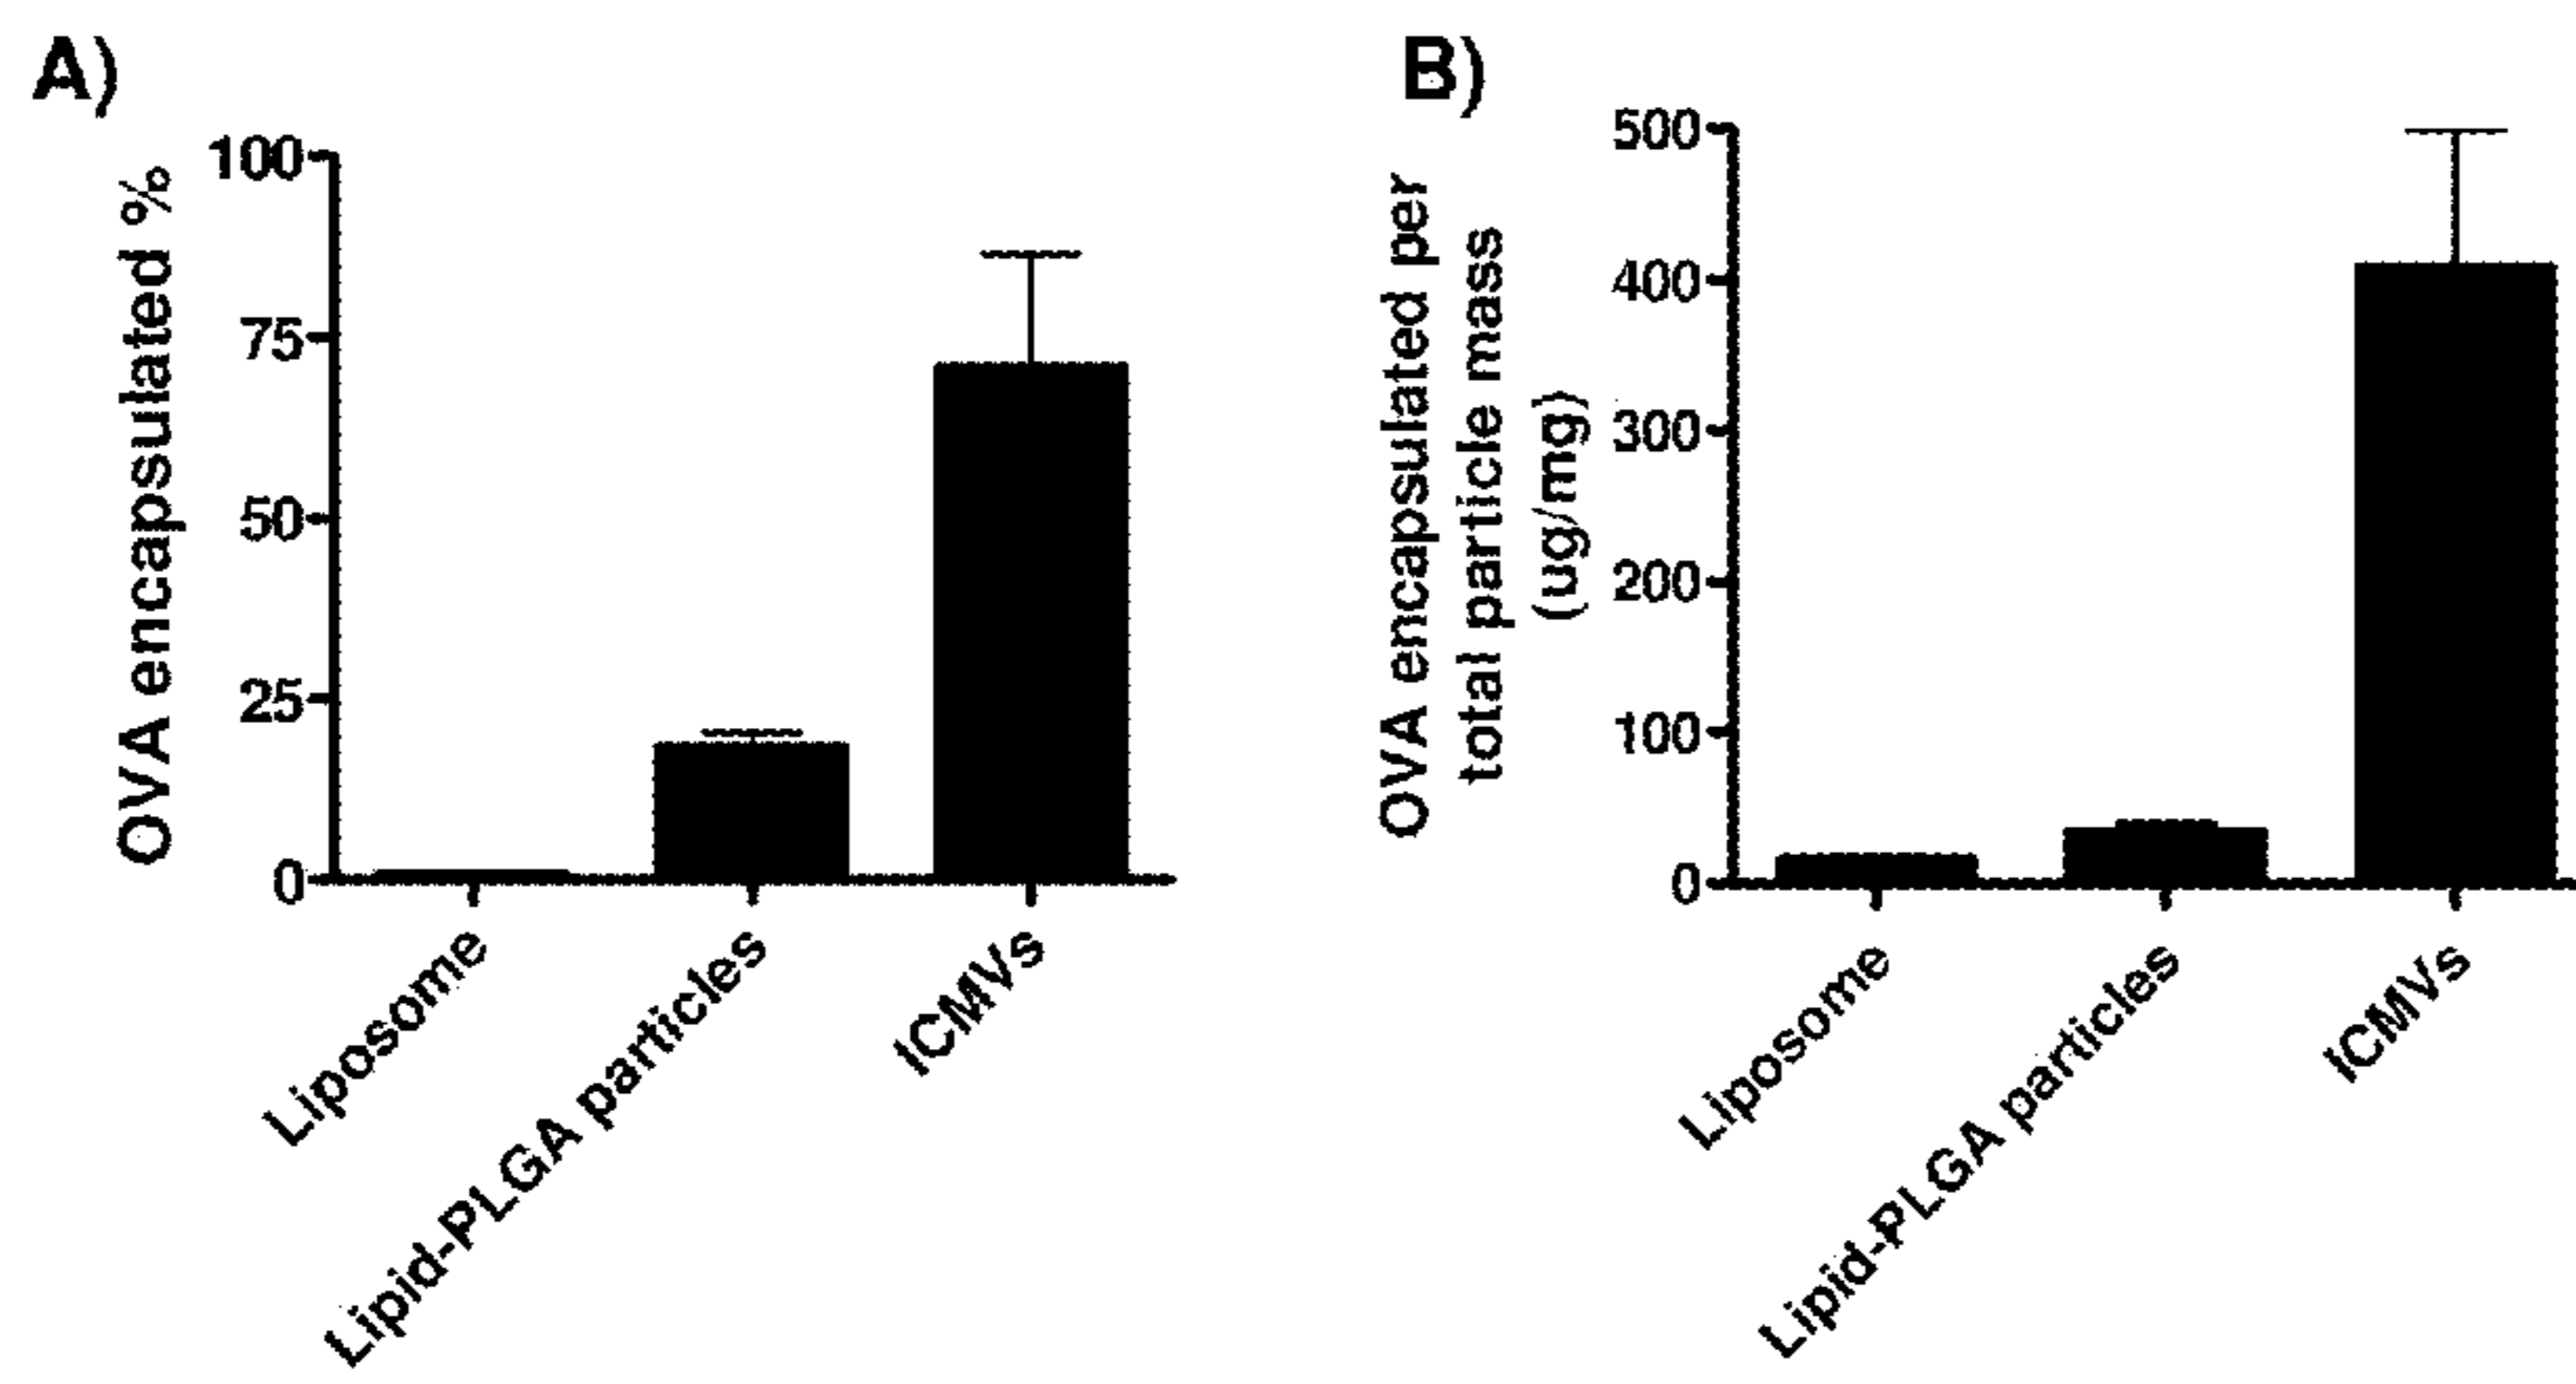 A)
OVA encapsulated %
100
75
50
25
0
Liposome
Lipid-PLGA particles
ICMVs
B)
OVA encapsulated per
total particle mass
(ug/mg)
500
400
300
200
100
0
Liposome
Lipid-PLGA particles
ICMVs